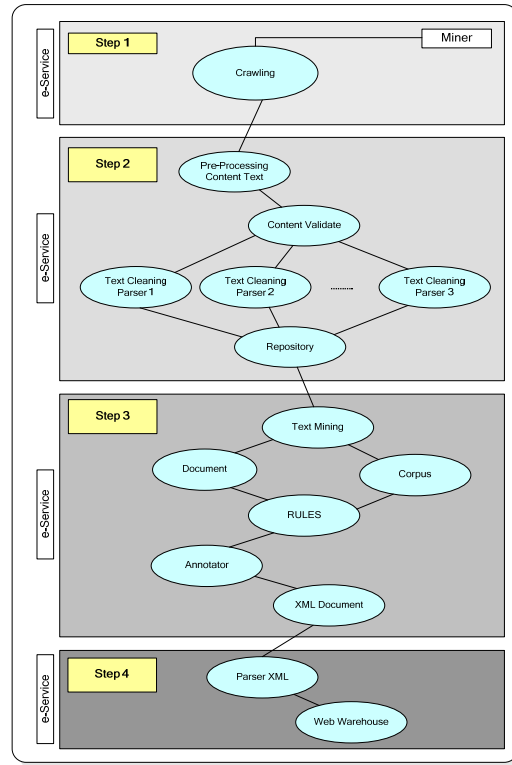 e-Service
Step 1
Miner
Crawling
e-Service
Step 2
Pre-Processing
Content Text
Content Validate
Text Cleaning
Parser 1
Text Cleaning
Parser 2
..........
Text Cleaning
Parser 3
Repository
e-Service
Step 3
Text Mining
Document
Corpus
RULES
Annotator
XML Document
e-Service
Step 4
Parser XML
Web Warehouse